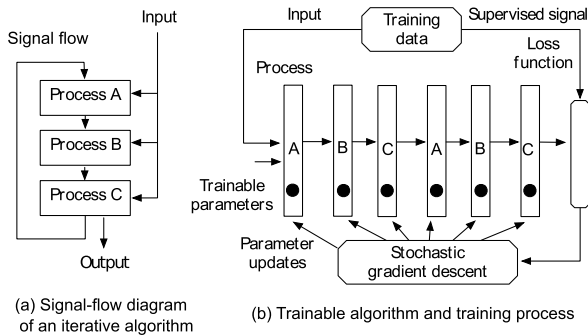 Input
Signal flow
Process A
Process B
Process C
Output
(a) Signal-flow diagram
of an iterative algorithm
Input
Training
data
Supervised signal
Loss
function
Process
A
B
C
A
B
C
Trainable
parameters
Parameter
updates
Stochastic
gradient descent
(b) Trainable algorithm and training process